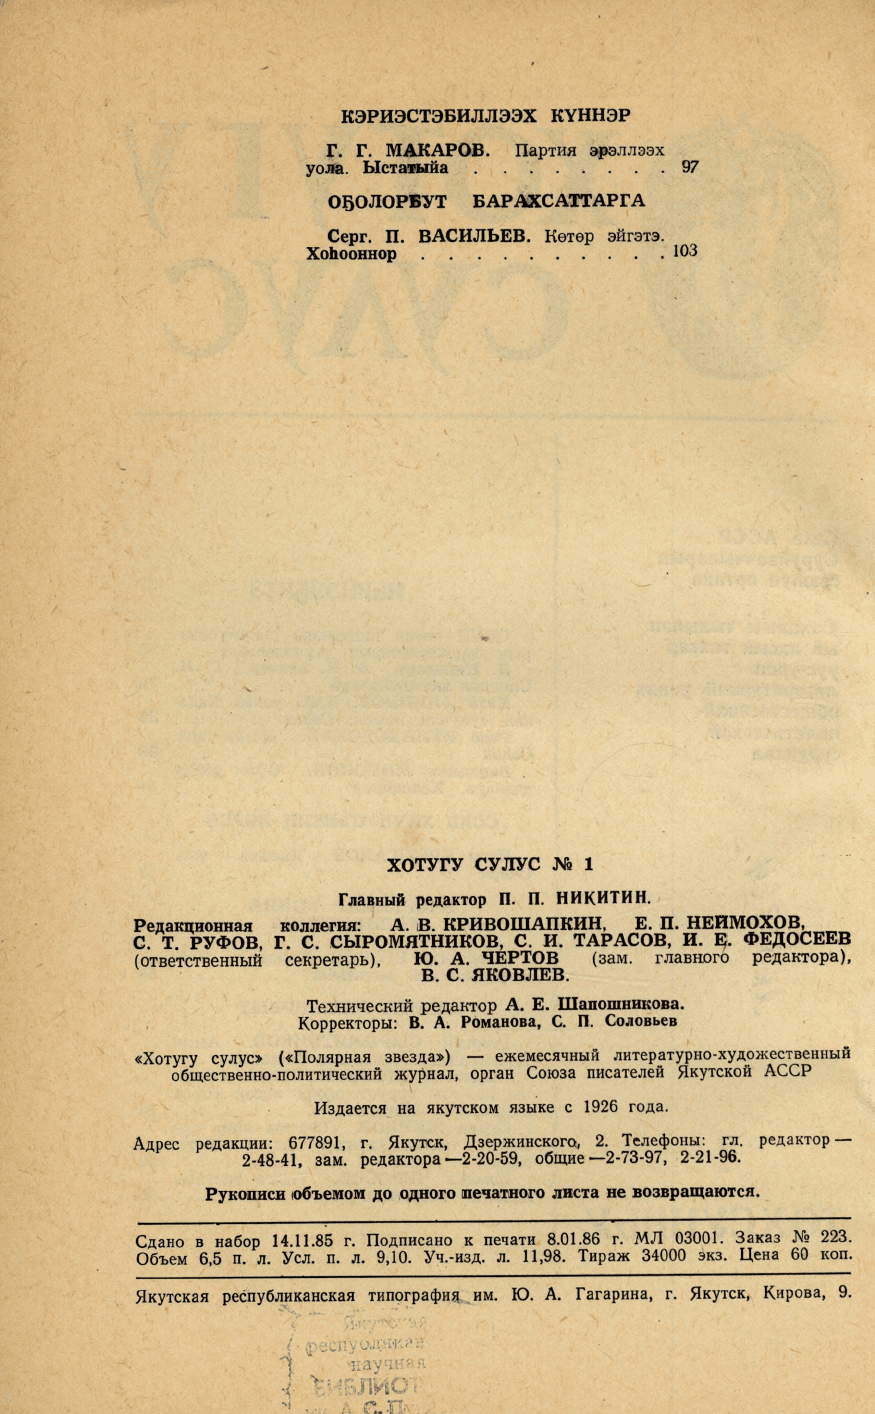 КЭРИЭСТЭБИЛЛЭЭХ КҮННЭР
Г. Г. МАКАРОВ. Партия эрэллээх
уола. Ыстатыйа . . . . . . . . 97
ОҔОЛОРБУТ БАРАХСАТТАРГА
Серг. П. ВАСИЛЬЕВ. Көтөр эйгэтэ.
Хоһооннор . . . . . . . . . . 103
ХОТУГУ СУЛУС № 1
Главный редактор П. П. НИКИТИН.
Редакционная коллегия: А. В. КРИВОШАПКИН, Е. П. НЕЙМОХОВ,
С. Т. РУФОВ, Г. С. СЫРОМЯТНИКОВ, С. И. ТАРАСОВ, И. Е. ФЕДОСЕЕВ
(ответственный секретарь), Ю. А. ЧЕРТОВ (зам. главного редактора),
В. С. ЯКОВЛЕВ.
Технический редактор А. Е. Шапошникова.
Корректоры: В. А. Романова, С. П. Соловьев
«Хотугу сулус» («Полярная звезда») — ежемесячный литературно-художественный
общественно-политический журнал, орган Союза писателей Якутской АССР
Издается на якутском языке с 1926 года.
Адрес редакции: 677891, г. Якутск, Дзержинского, 2. Телефоны: гл. редактор —
2-48-41, зам. редактора — 2-20-59, общие — 2-73-97, 2-21-96.
Рукописи объемом до одного печатного листа не возвращаются.
Сдано в набор 14.11.85 г. Подписано к печати 8.01.86 г. МЛ 03001. Заказ № 223.
Объем 6,5 п. л. Усл. п. л. 9,10. Уч.-изд. л. 11,98. Тираж 34000 экз. Цена 60 коп.
Якутская республиканская типография им. Ю. А. Гагарина, г. Якутск, Кирова, 9.
Якутская
научная